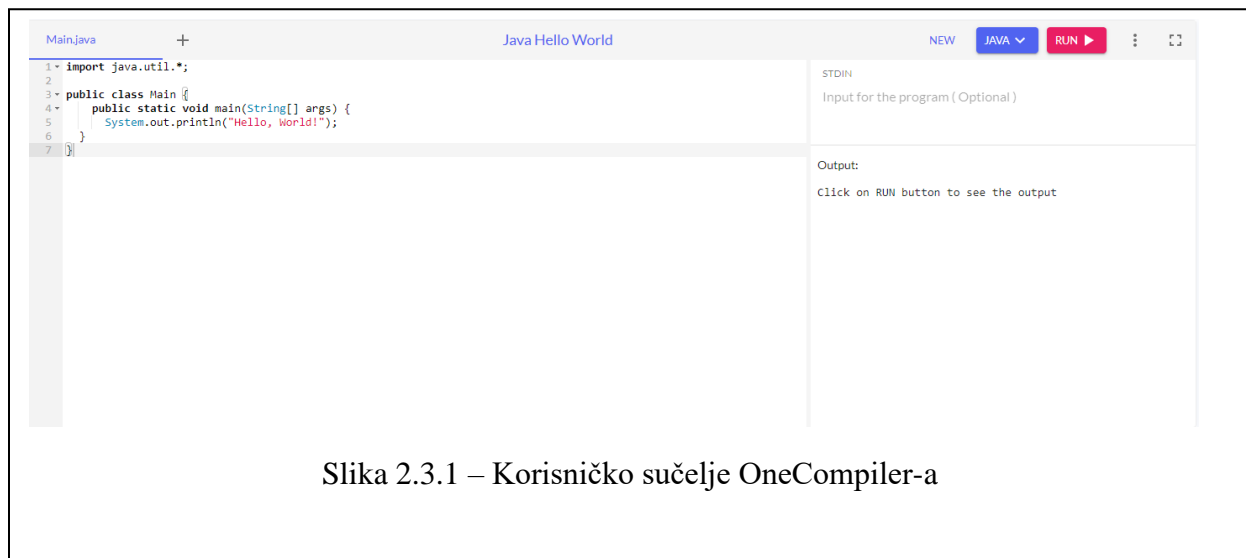 Main.java + Java Hello World NEW JAVA RUN
1 import java.util.*;
2
3 public class Main {
4 public static void main(String[] args) {
5 System.out.println("Hello, World!");
6 }
7 }
STDIN
Input for the program ( Optional )
Output:
Click on RUN button to see the output
Slika 2.3.1 – Korisničko sučelje OneCompiler-a